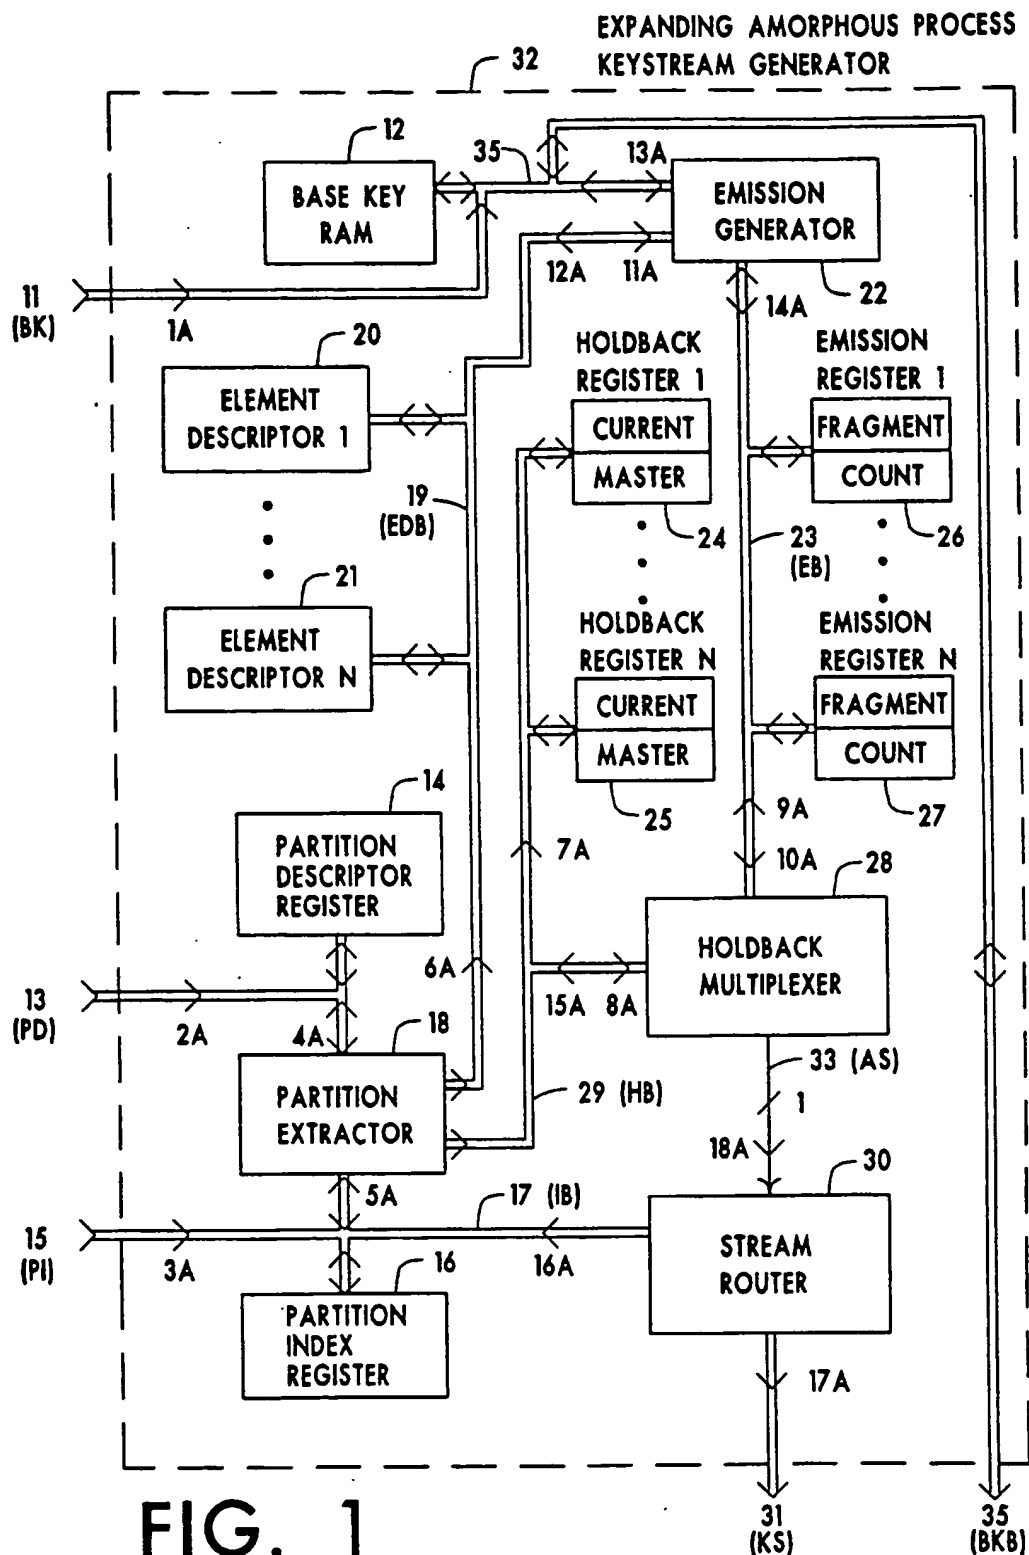 EXPANDING AMORPHOUS PROCESS
KEYSTREAM GENERATOR
32
12
35
13A
BASE KEY
RAM
EMISSION
GENERATOR
12A
11A
22
11
(BK)
1A
14A
20
ELEMENT
DESCRIPTOR 1
HOLDBACK
REGISTER 1
CURRENT
MASTER
24
EMISSION
REGISTER 1
FRAGMENT
COUNT
26
19
(EDB)
23
(EB)
21
ELEMENT
DESCRIPTOR N
HOLDBACK
REGISTER N
CURRENT
MASTER
25
EMISSION
REGISTER N
FRAGMENT
COUNT
27
14
PARTITION
DESCRIPTOR
REGISTER
7A
9A
10A
28
HOLDBACK
MULTIPLEXER
6A
15A
8A
13
(PD)
2A
4A
18
PARTITION
EXTRACTOR
29 (HB)
33 (AS)
1
18A
30
5A
17 (IB)
15
(PI)
3A
16
16A
STREAM
ROUTER
PARTITION
INDEX
REGISTER
17A
FIG. 1
31
(KS)
35
(BKB)